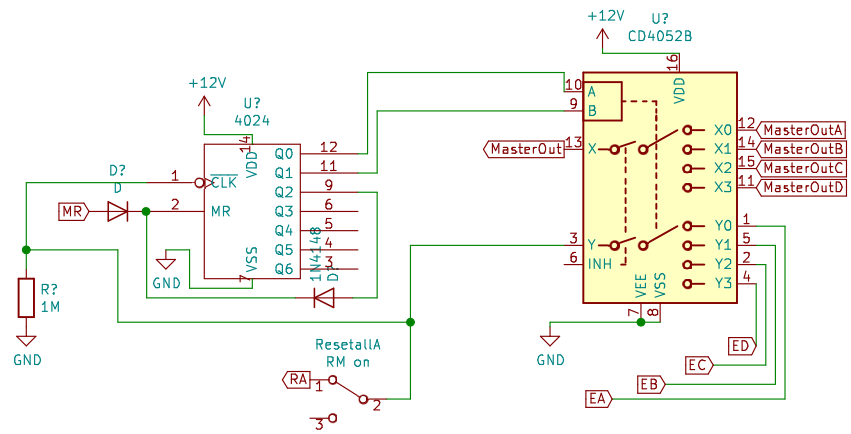 +12V
U?
CD4052B
16
VDD
10
A
9
B
MasterOut
13
X
X0
12
MasterOutA
X1
14
MasterOutB
X2
15
MasterOutC
X3
11
MasterOutD
3
Y
6
INH
Y0
1
Y1
5
Y2
2
Y3
4
VEE
VSS
7
8
GND
ED
EC
EB
EA
+12V
U?
4024
14
VDD
1
CLK
2
MR
Q0
12
Q1
11
Q2
9
Q3
6
Q4
5
Q5
4
Q6
3
VSS
7
D?
D
MR
GND
1N4148
D?
R?
1M
GND
ResetallA
RM on
RA
1
2
3